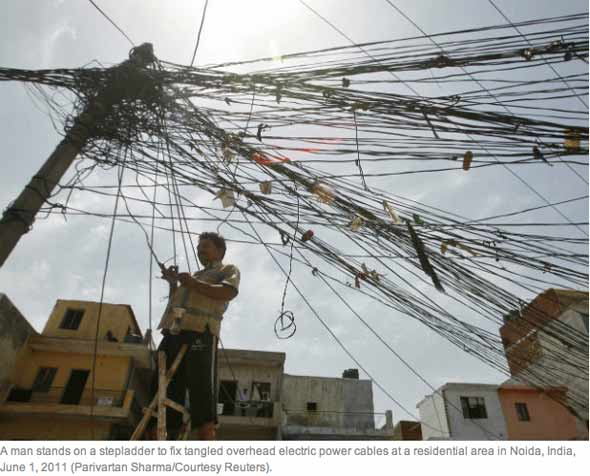 A man stands on a stepladder to fix tangled overhead electric power cables at a residential area in Noida, India,
June 1, 2011 (Parivartan Sharma/Courtesy Reuters).